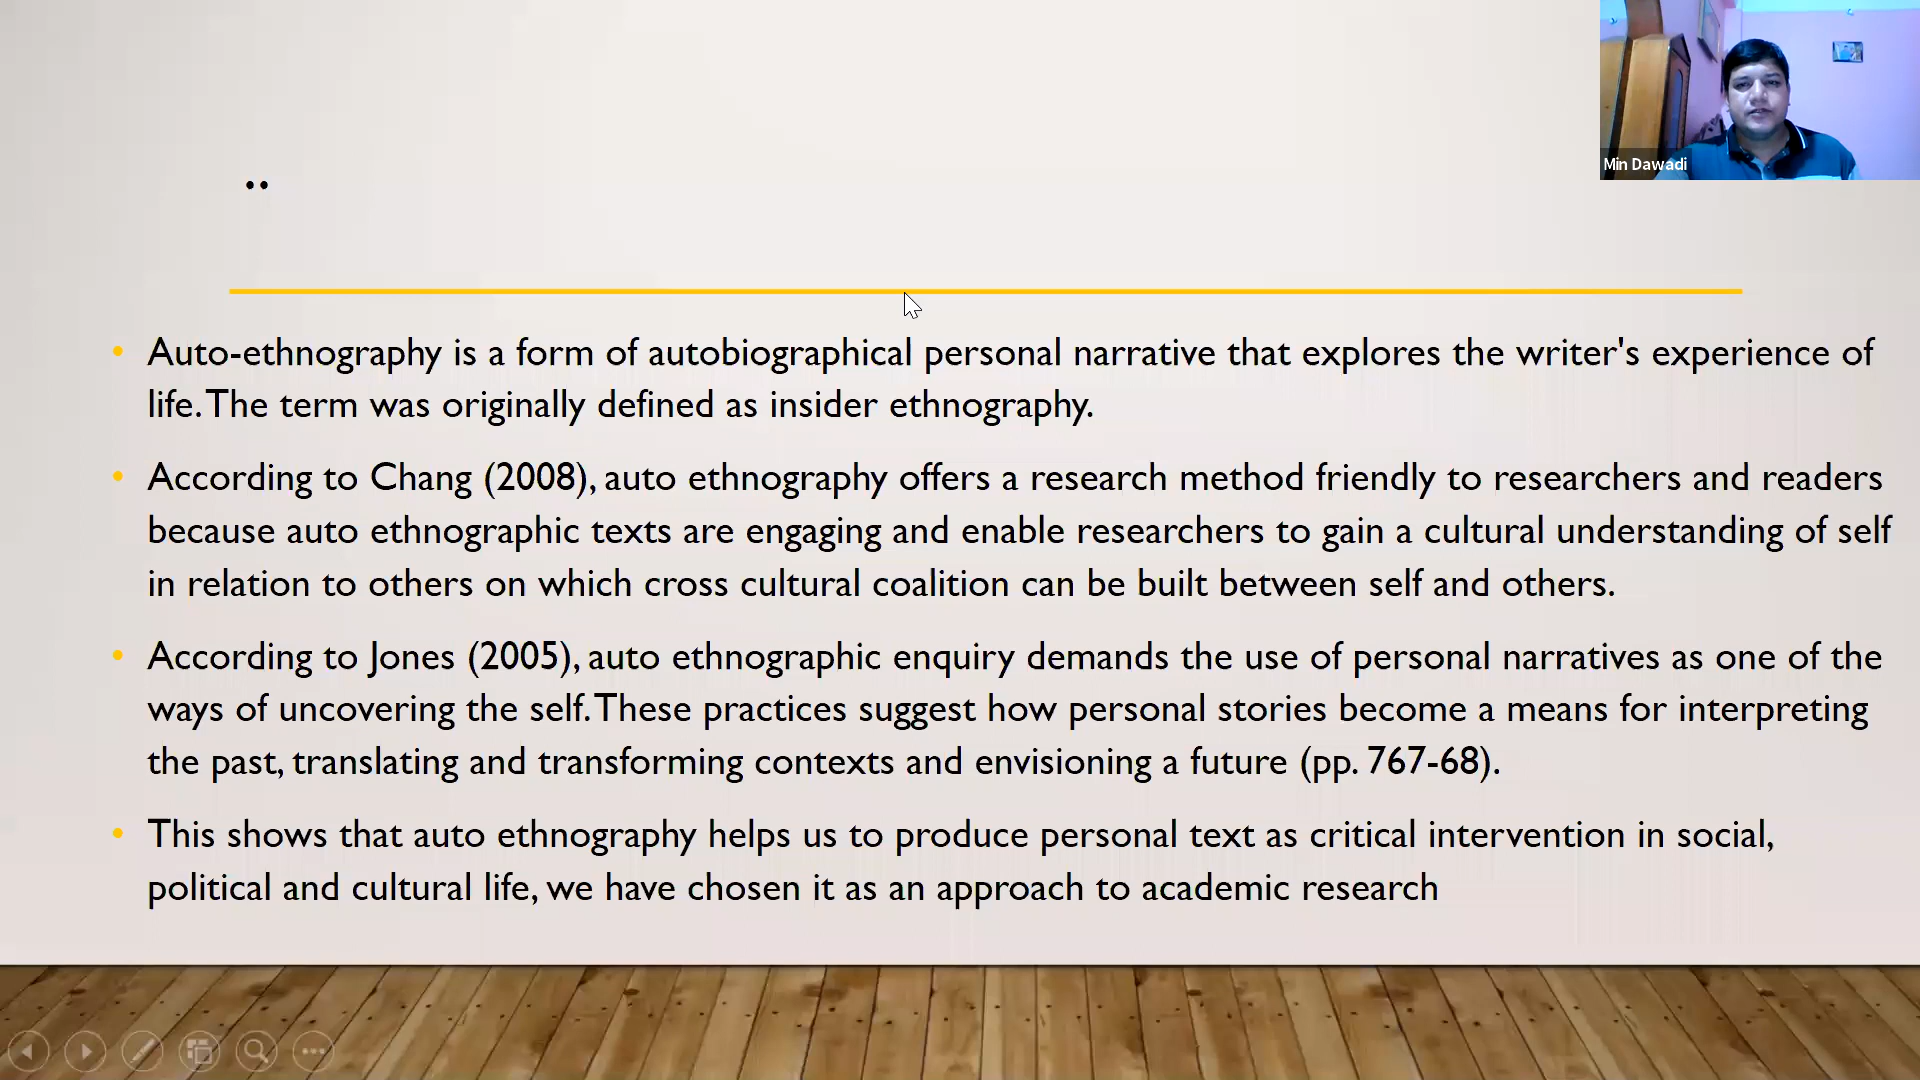 Min Dawadi
..
• Auto-ethnography is a form of autobiographical personal narrative that explores the writer's experience of
life. The term was originally defined as insider ethnography.
• According to Chang (2008), auto ethnography offers a research method friendly to researchers and readers
because auto ethnographic texts are engaging and enable researchers to gain a cultural understanding of self
in relation to others on which cross cultural coalition can be built between self and others.
• According to Jones (2005), auto ethnographic enquiry demands the use of personal narratives as one of the
ways of uncovering the self. These practices suggest how personal stories become a means for interpreting
the past, translating and transforming contexts and envisioning a future (pp. 767-68).
• This shows that auto ethnography helps us to produce personal text as critical intervention in social,
political and cultural life, we have chosen it as an approach to academic research